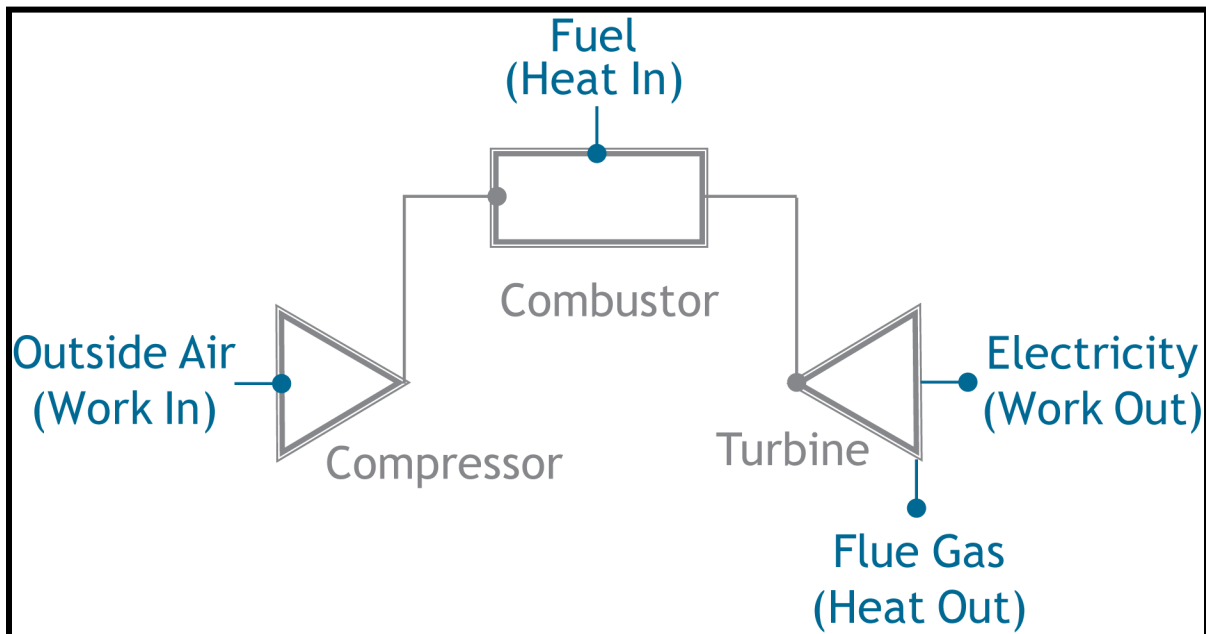 Fuel
(Heat In)
Combustor
Outside Air
(Work In)
Compressor
Electricity
(Work Out)
Turbine
Flue Gas
(Heat Out)